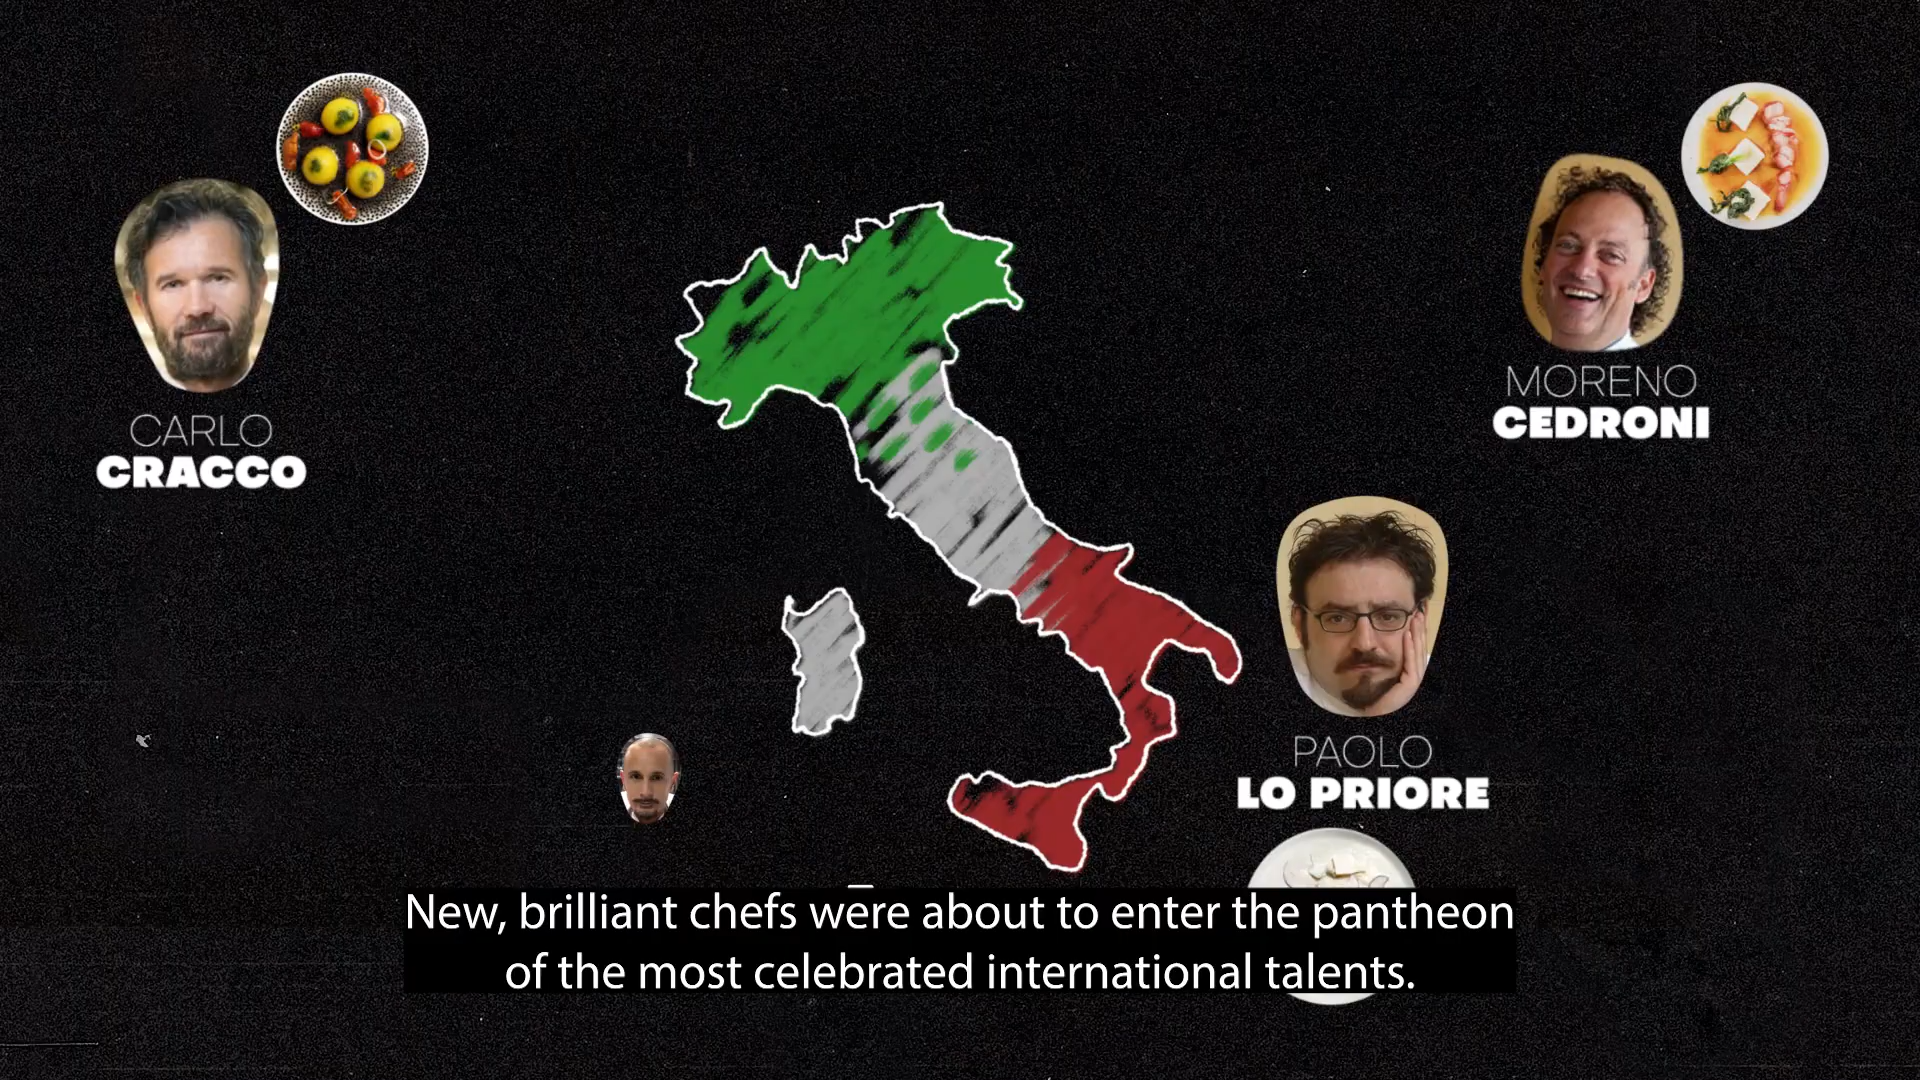 CARLO
CRACCO
MORENO
CEDRONI
PAOLO
LO PRIORE
New, brilliant chefs were about to enter the pantheon
of the most celebrated international talents.